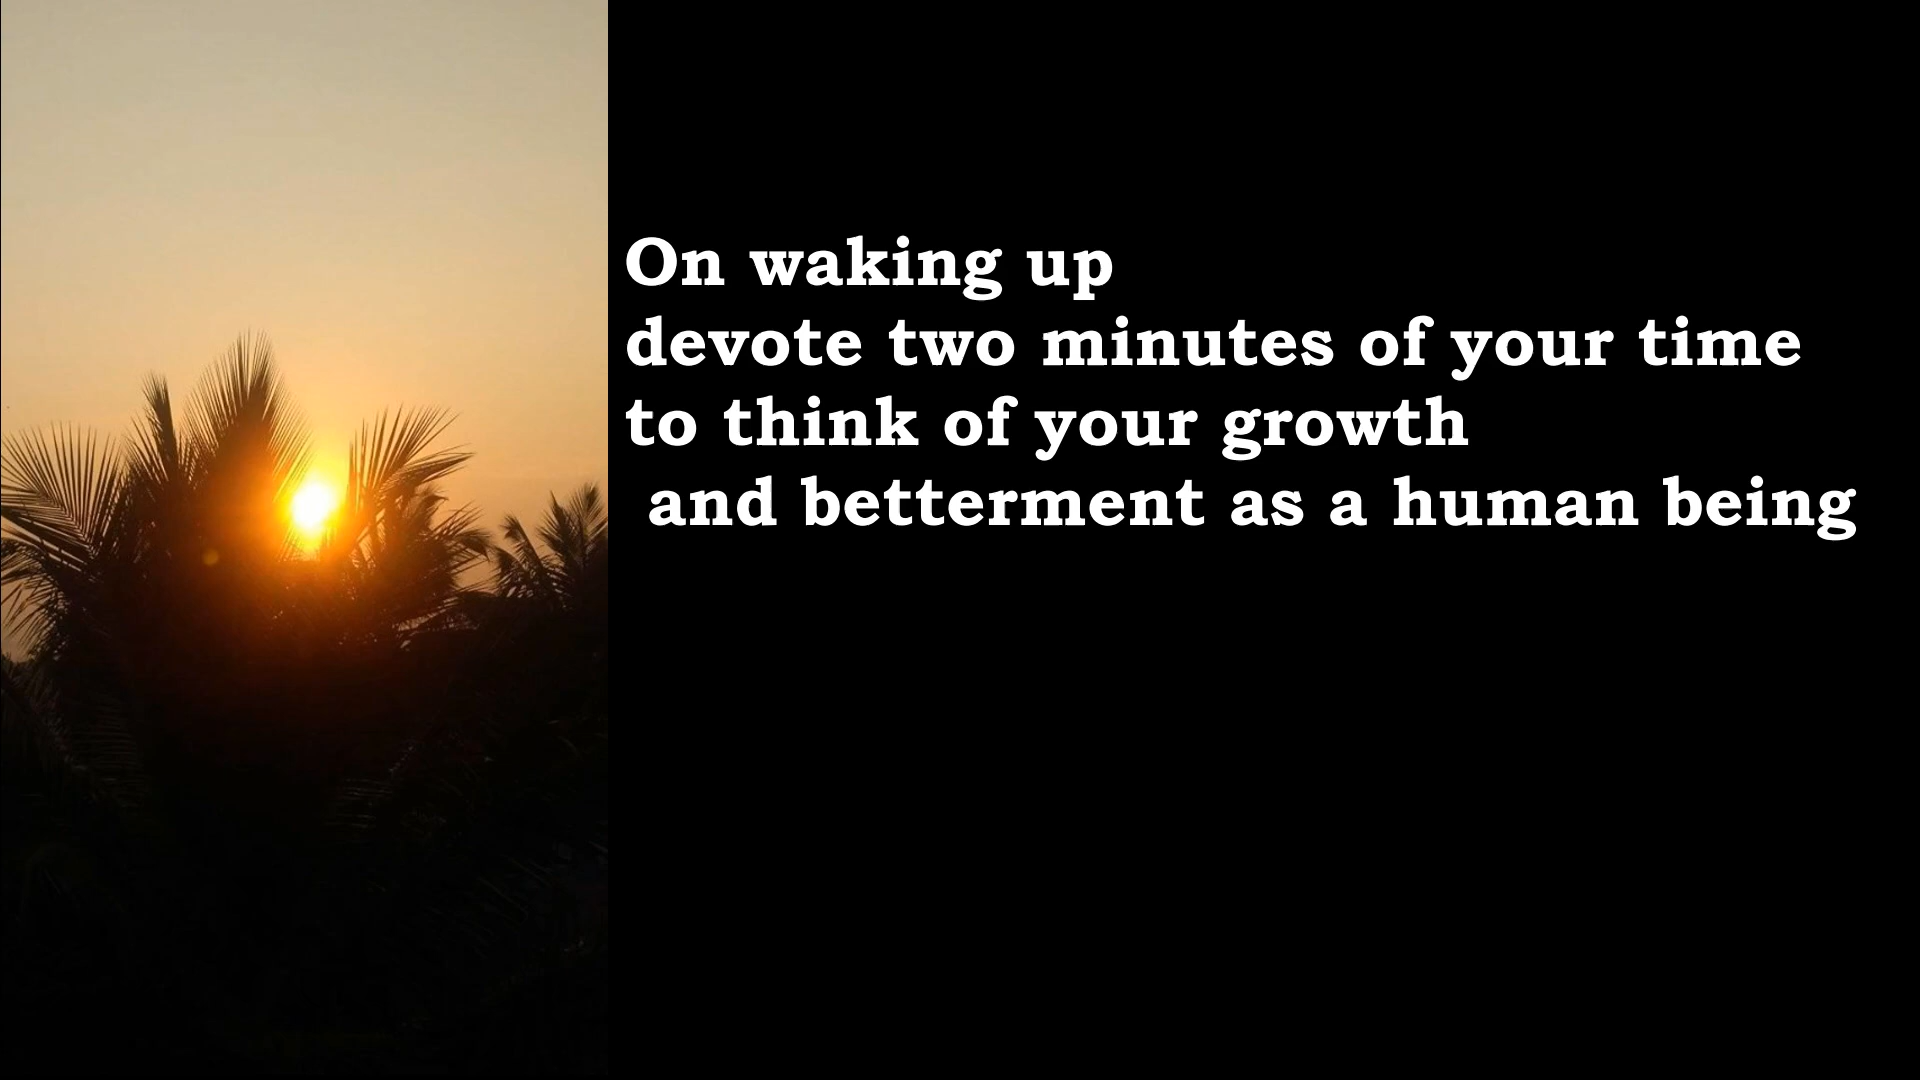 On waking up
devote two minutes of your time
to think of your growth
and betterment as a human being